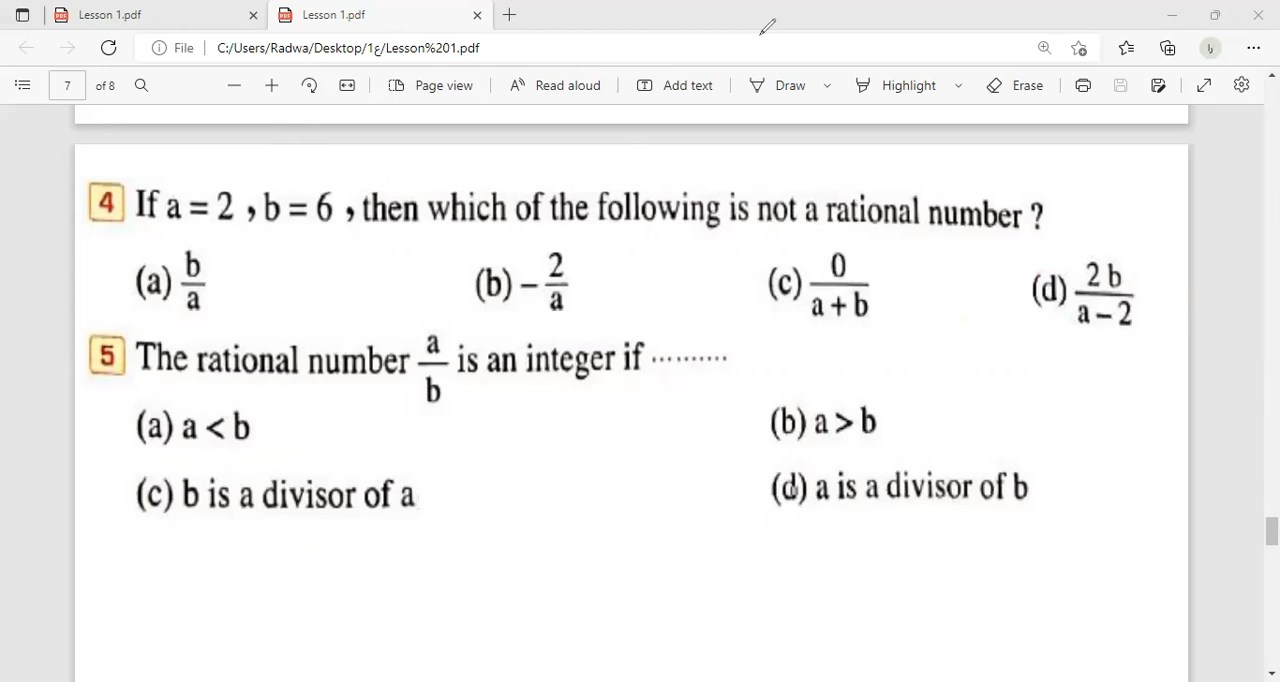 Lesson 1.pdf
Lesson 1.pdf
File C:/Users/Radwa/Desktop/1ع/Lesson%201.pdf
7 of 8 Page view Read aloud Add text Draw Highlight Erase
4 If a = 2 , b = 6 , then which of the following is not a rational number ?
(a) b/a (b) - 2/a (c) 0/(a + b) (d) 2 b/(a - 2)
5 The rational number a/b is an integer if ..........
(a) a < b (b) a > b
(c) b is a divisor of a (d) a is a divisor of b